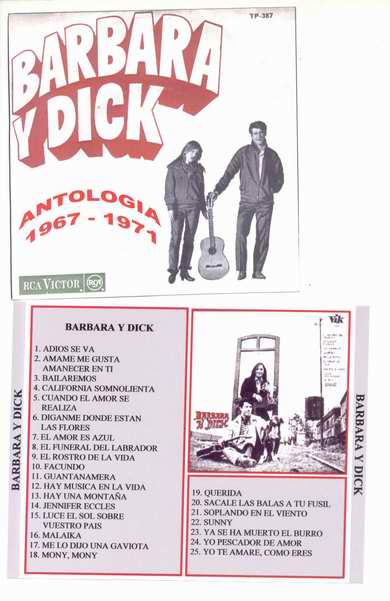 TP-387
BARBARA
Y DICK
ANTOLOGIA
1967 - 1971
RCA VICTOR
RCA
BARBARA Y DICK
BARBARA Y DICK
1. ADIOS SE VA
2. AMAME ME GUSTA
AMANECER EN TI
3. BAILAREMOS
4. CALIFORNIA SOMNOLIENTA
5. CUANDO EL AMOR SE
REALIZA
6. DIGANME DONDE ESTAN
LAS FLORES
7. EL AMOR ES AZUL
8. EL FUNERAL DEL LABRADOR
9. EL ROSTRO DE LA VIDA
10. FACUNDO
11. GUANTANAMERA
12. HAY MUSICA EN LA VIDA
13. HAY UNA MONTAÑA
14. JENNIFER ECCLES
15. LUCE EL SOL SOBRE
VUESTRO PAIS
16. MALAIKA
17. ME LO DIJO UNA GAVIOTA
18. MONY, MONY
Vik
BARBARA
Y DICK
19. QUERIDA
20. SACALE LAS BALAS A TU FUSIL
21. SOPLANDO EN EL VIENTO
22. SUNNY
23. YA SE HA MUERTO EL BURRO
24. YO PESCADOR DE AMOR
25. YO TE AMARE, COMO ERES
BARBARA Y DICK